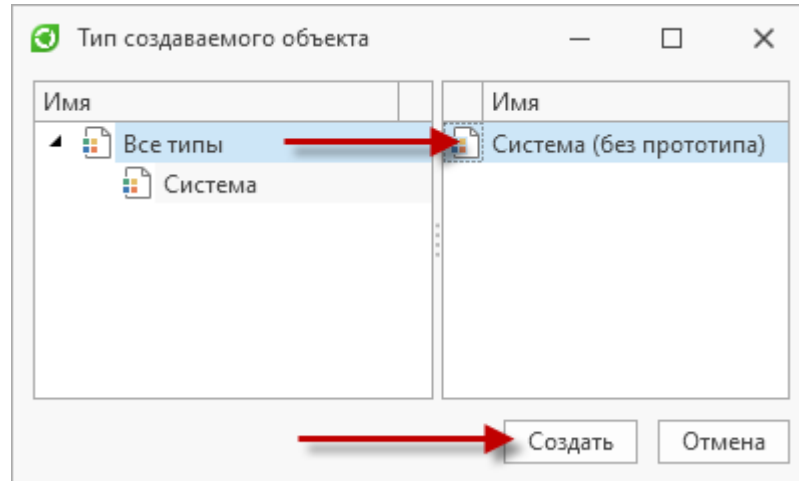 Тип создаваемого объекта
Имя
Имя
Все типы
Система (без прототипа)
Система
Создать
Отмена